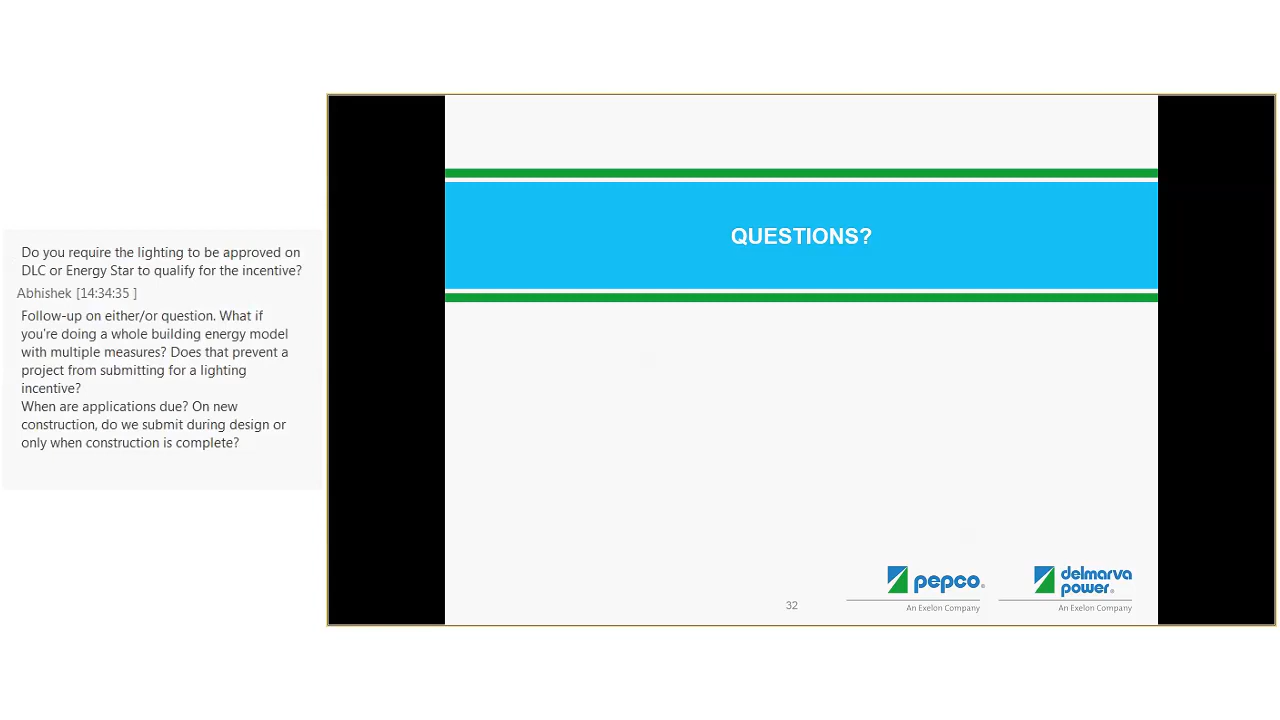 Do you require the lighting to be approved on
DLC or Energy Star to qualify for the incentive?
Abhishek [14:34:35 ]
Follow-up on either/or question. What if
you're doing a whole building energy model
with multiple measures? Does that prevent a
project from submitting for a lighting
incentive?
When are applications due? On new
construction, do we submit during design or
only when construction is complete?
QUESTIONS?
32
pepco®
An Exelon Company
delmarva
power®
An Exelon Company